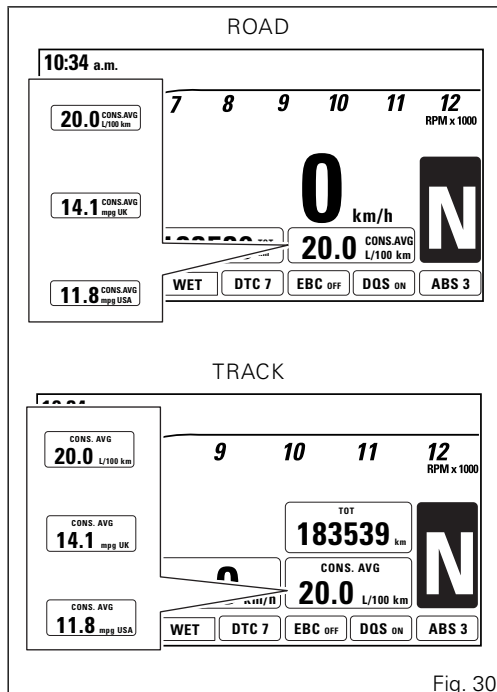 ROAD
10:34 a.m.
7 8 9 10 11 12
RPM x 1000
20.0 CONS.AVG L/100 km
14.1 CONS.AVG mpg UK
11.8 CONS.AVG mpg USA
0 km/h
N
20.0 CONS.AVG L/100 km
WET DTC 7 EBC OFF DQS ON ABS 3
TRACK
9 10 11 12
RPM x 1000
CONS. AVG
20.0 L/100 km
CONS. AVG
14.1 mpg UK
CONS. AVG
11.8 mpg USA
TOT
183539 km
N
CONS. AVG
20.0 L/100 km
WET DTC 7 EBC OFF DQS ON ABS 3
Fig. 30